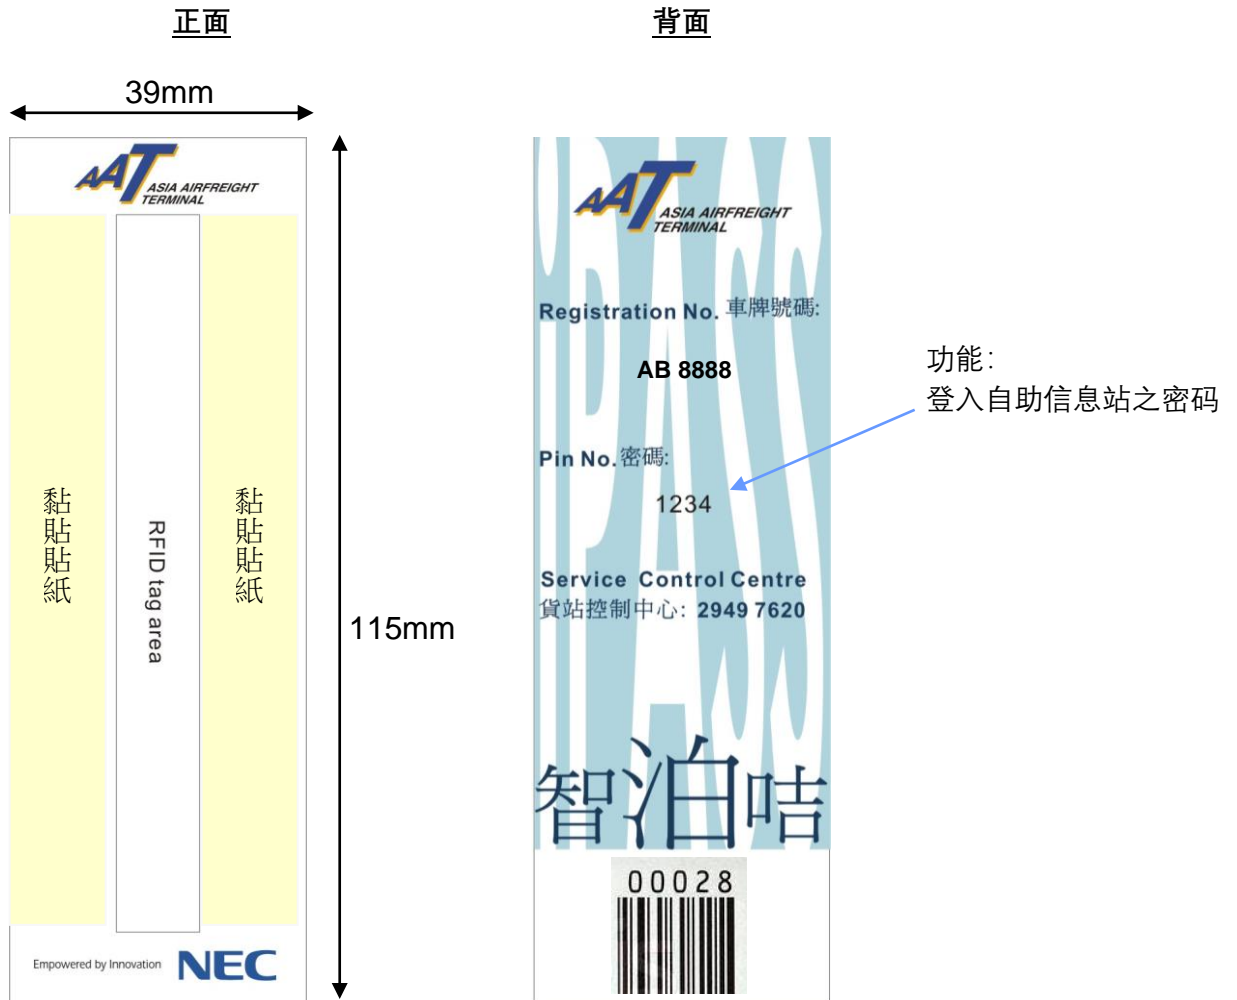 正面
背面
39mm
AAT ASIA AIRFREIGHT
TERMINAL
黏貼貼紙
RFID tag area
黏貼貼紙
115mm
Empowered by Innovation NEC
iPASS
AAT ASIA AIRFREIGHT
TERMINAL
Registration No. 車牌號碼:
AB 8888
Pin No. 密碼:
1234
Service Control Centre
貨站控制中心: 2949 7620
智泊咭
00028
功能:
登入自助信息站之密码